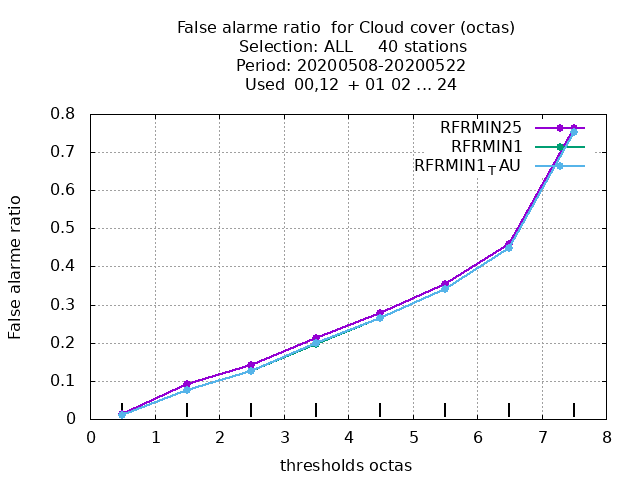 False alarme ratio  for Cloud cover (octas)
Selection: ALL     40 stations
Period: 20200508-20200522
Used  00,12  + 01 02 ... 24
RFRMIN25
RFRMIN1
RFRMIN1TAU
0.8
0.7
0.6
0.5
0.4
0.3
0.2
0.1
0
False alarme ratio
0 1 2 3 4 5 6 7 8
thresholds octas